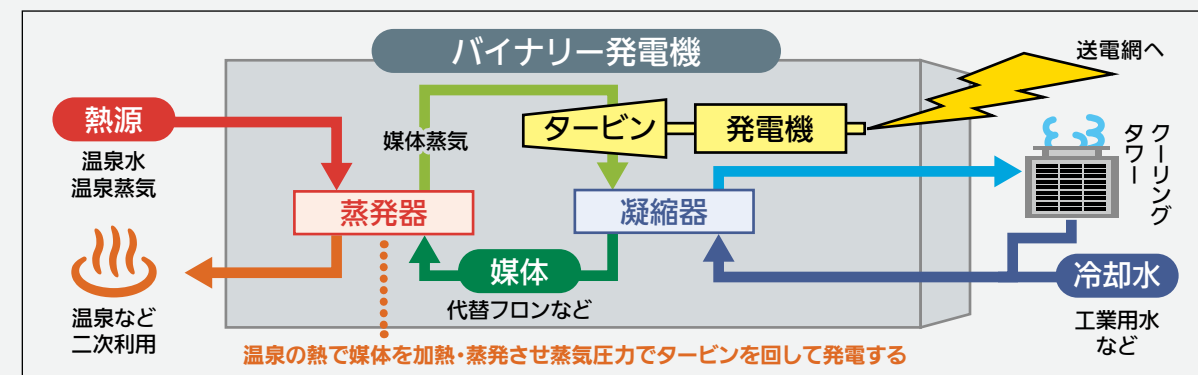 バイナリー発電機
送電網へ
熱源
温泉水
温泉蒸気
媒体蒸気
タービン
発電機
クーリング
タワー
蒸発器
凝縮器
媒体
代替フロンなど
冷却水
工業用水
など
温泉など
二次利用
温泉の熱で媒体を加熱・蒸発させ蒸気圧力でタービンを回して発電する